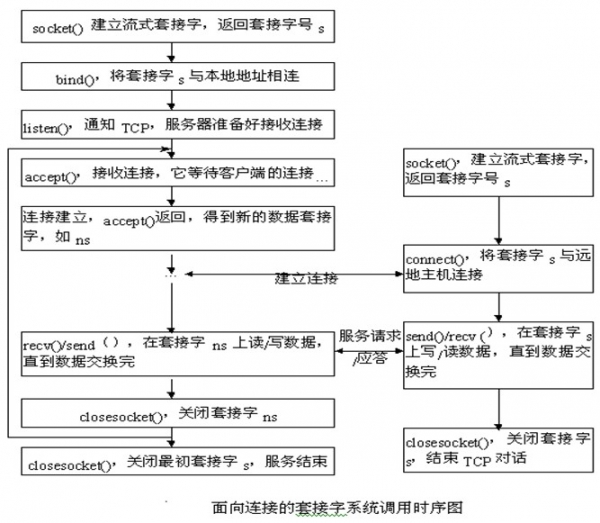 socket() 建立流式套接字，返回套接字号 s
bind()，将套接字 s 与本地地址相连
listen()，通知 TCP，服务器准备好接收连接
accept()，接收连接，它等待客户端的连接...
连接建立，accept()返回，得到新的数据套接
字，如 ns
...
recv()/send（），在套接字 ns 上读/写数据，
直到数据交换完
closesocket()，关闭套接字 ns
closesocket()，关闭最初套接字 s，服务结束
建立连接
服务请求
/应答
socket()，建立流式套接字，
返回套接字号 s
connect()，将套接字 s 与远
地主机连接
send()/recv（），在套接字 s
上写/读数据，直到数据交
换完
closesocket()，关闭套接字
s，结束 TCP 对话
面向连接的套接字系统调用时序图